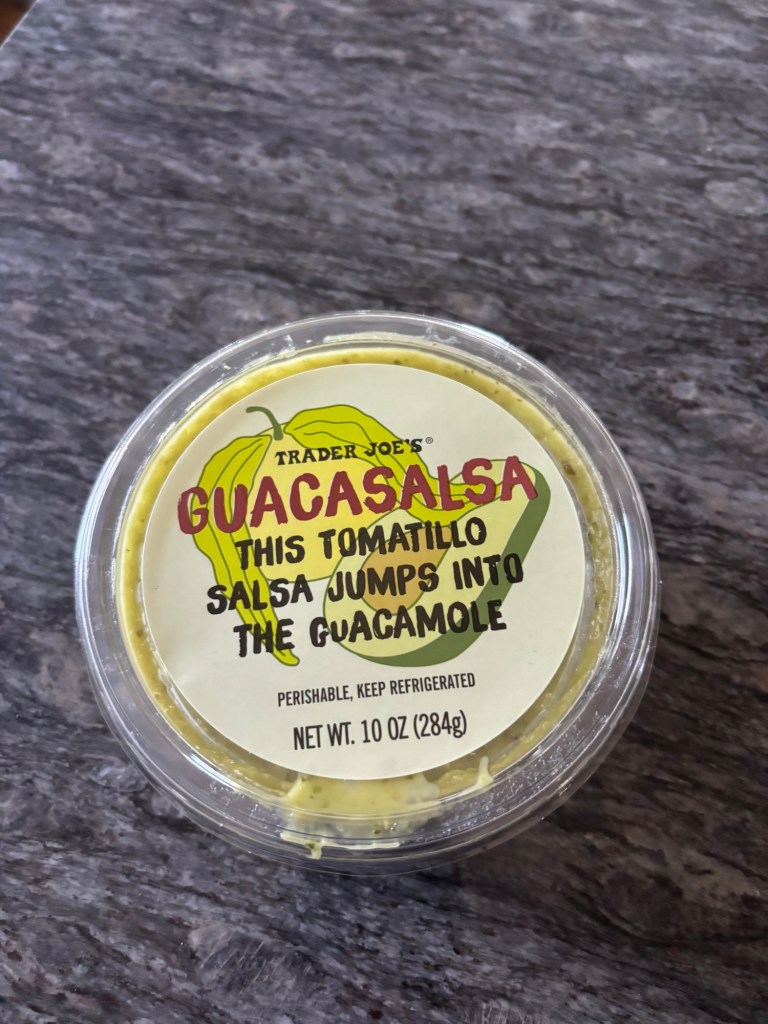 TRADER JOE'S®
GUACASALSA
THIS TOMATILLO
SALSA JUMPS INTO
THE GUACAMOLE
PERISHABLE, KEEP REFRIGERATED
NET WT. 10 OZ (284g)